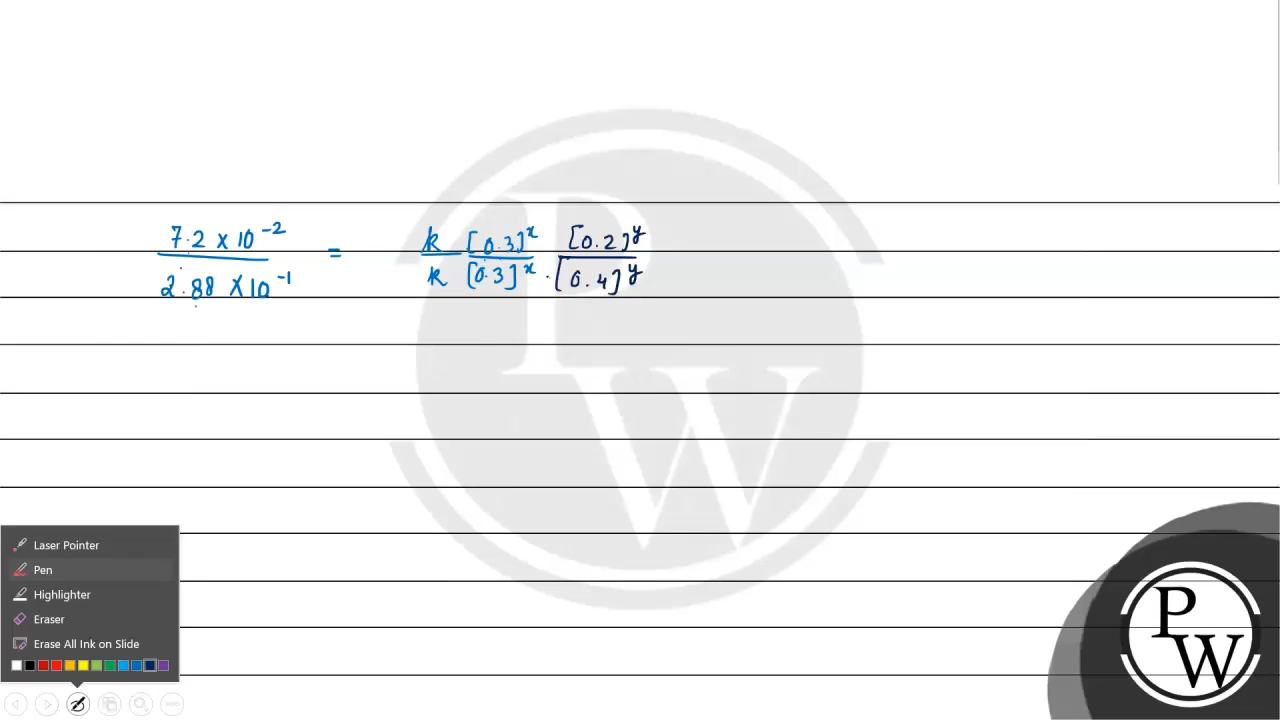 7.2 × 10⁻² = k [0.3]ˣ [0.2]ʸ
2.88 × 10⁻¹ k [0.3]ˣ · [0.4]ʸ
P
W
Laser Pointer
Pen
Highlighter
Eraser
Erase All Ink on Slide
P
W